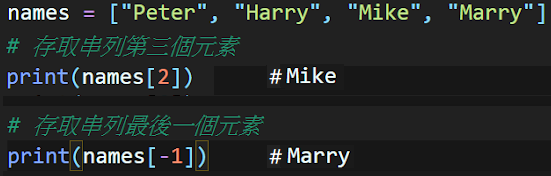 names = ["Peter", "Harry", "Mike", "Marry"]
# 存取串列第三個元素
print(names[2]) #Mike
# 存取串列最後一個元素
print(names[-1]) #Marry